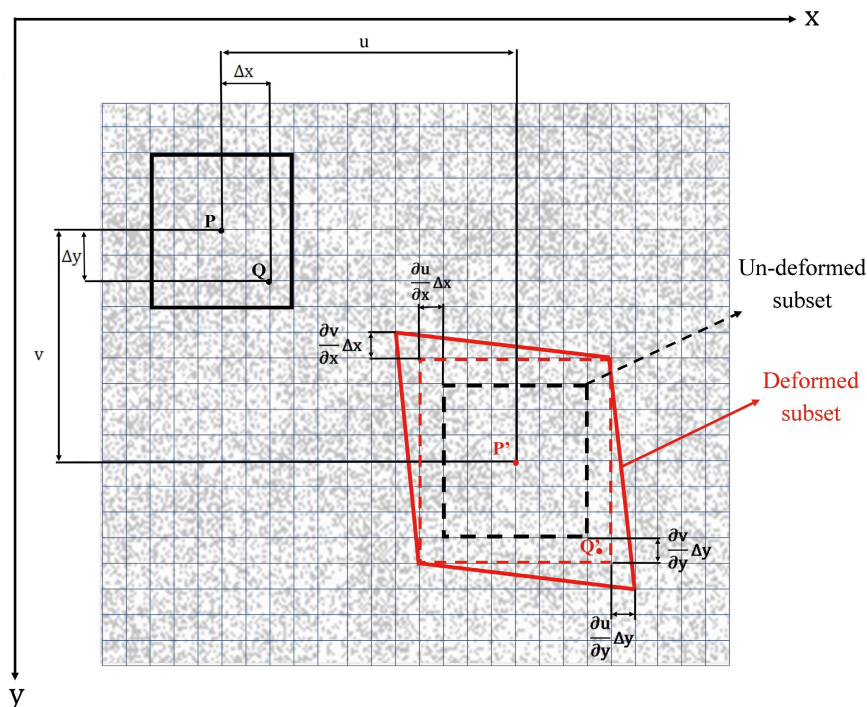 x
u
Δx
P
Δy
Q
v
∂u
∂x Δx
∂v
∂x Δx
Un-deformed
subset
Deformed
subset
P'
Q'
∂v
∂y Δy
∂u
∂y Δy
y